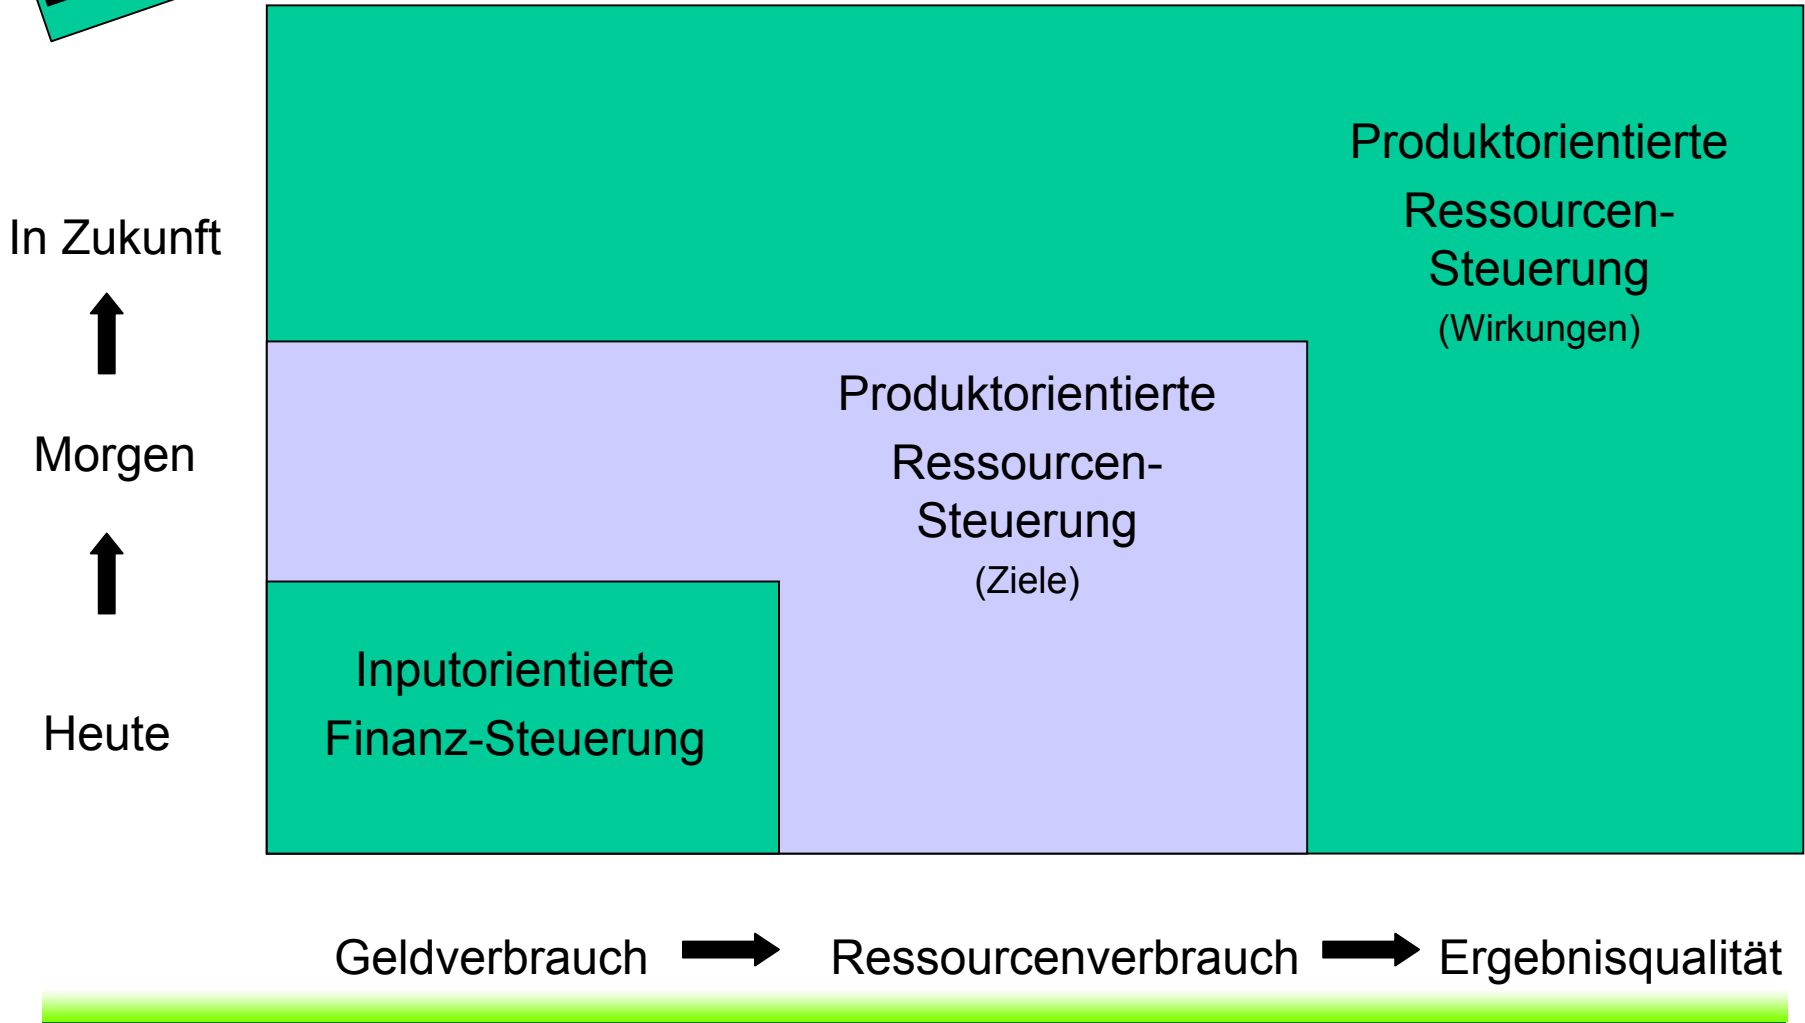 Produktorientierte
Ressourcen-
Steuerung
(Wirkungen)
In Zukunft
Produktorientierte
Ressourcen-
Steuerung
(Ziele)
Morgen
Inputorientierte
Finanz-Steuerung
Heute
Geldverbrauch Ressourcenverbrauch Ergebnisqualität